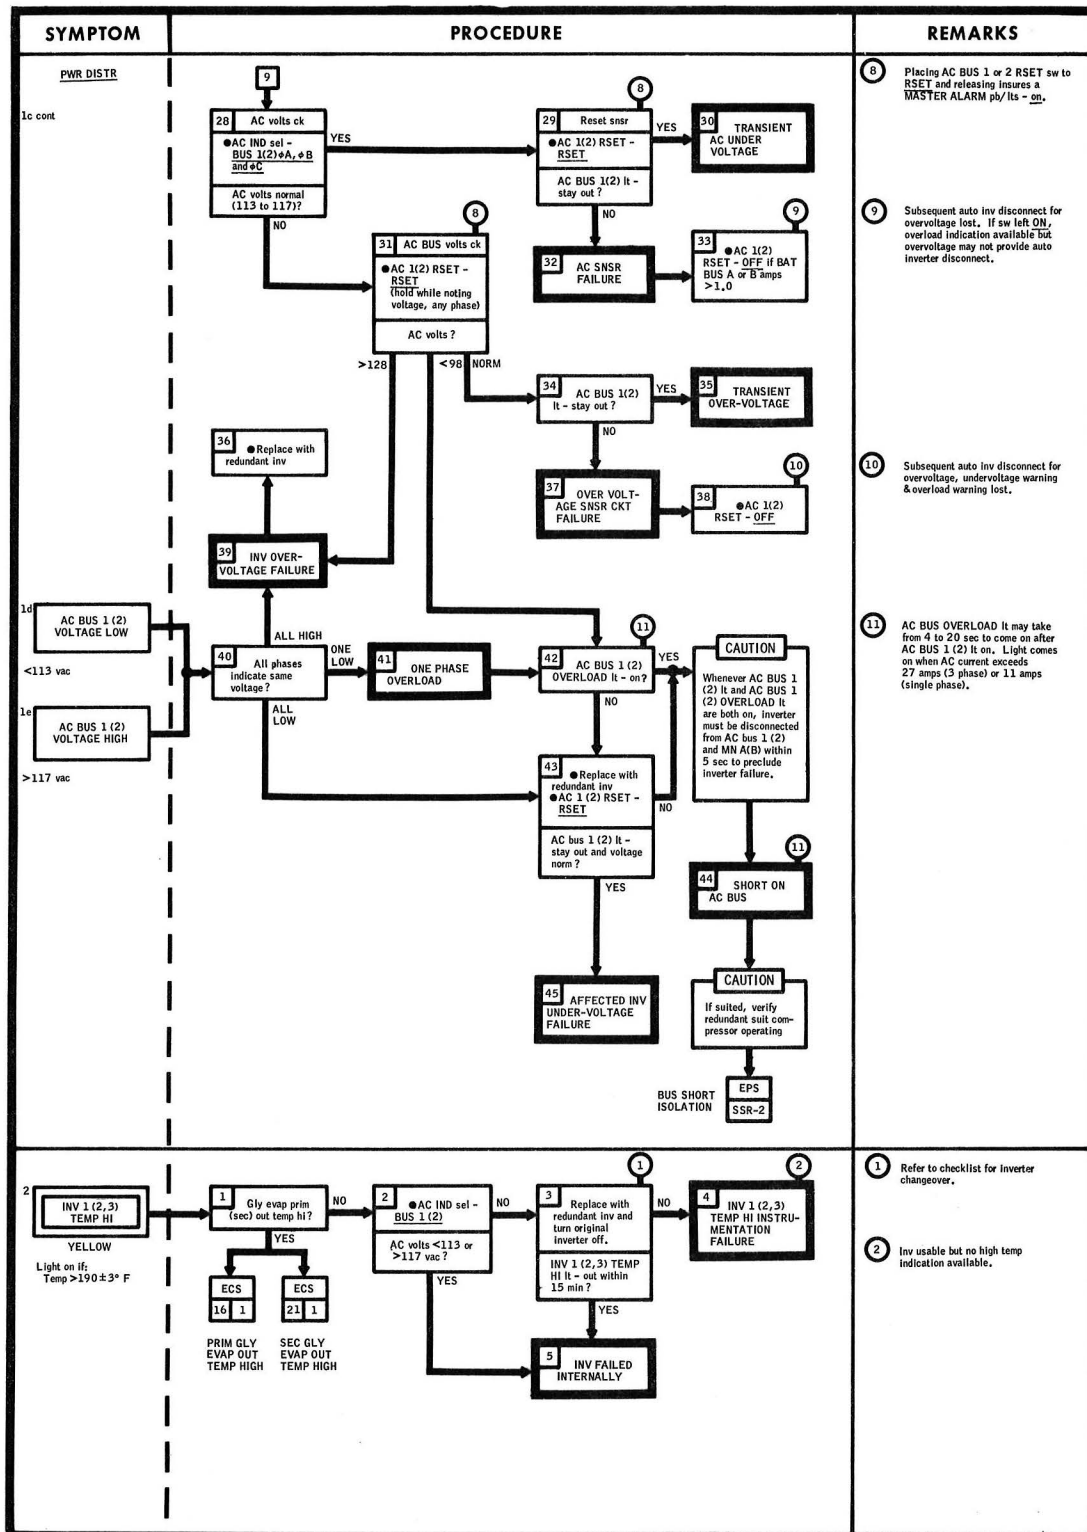 SYMPTOM
PROCEDURE
REMARKS
PWR DISTR
1c cont
9
28 AC volts ck
●AC IND sel -
BUS 1(2)ϕA, ϕB
and ϕC
AC volts normal
(113 to 117)?
YES
NO
8
29 Reset snsr
●AC 1(2) RSET -
RSET
AC BUS 1(2) lt -
stay out?
YES
NO
30 TRANSIENT
AC UNDER
VOLTAGE
8
31 AC BUS volts ck
●AC 1(2) RSET -
RSET
(hold while noting
voltage, any phase)
AC volts?
>128
<98
NORM
32 AC SNSR
FAILURE
9
33 ●AC 1(2)
RSET - OFF if BAT
BUS A or B amps
>1.0
34 AC BUS 1(2)
lt - stay out?
YES
NO
35 TRANSIENT
OVER-VOLTAGE
36 ●Replace with
redundant inv
37 OVER VOLT-
AGE SNSR CKT
FAILURE
10
38 ●AC 1(2)
RSET - OFF
39 INV OVER-
VOLTAGE FAILURE
1d
AC BUS 1 (2)
VOLTAGE LOW
<113 vac
1e
AC BUS 1 (2)
VOLTAGE HIGH
>117 vac
ALL HIGH
ONE
LOW
ALL
LOW
40 All phases
indicate same
voltage?
41 ONE PHASE
OVERLOAD
11
42 AC BUS 1 (2)
OVERLOAD lt - on?
YES
NO
43 ●Replace with
redundant inv
●AC 1 (2) RSET -
RSET
AC bus 1 (2) lt -
stay out and voltage
norm?
NO
YES
CAUTION
Whenever AC BUS 1
(2) lt and AC BUS 1
(2) OVERLOAD lt
are both on, inverter
must be disconnected
from AC bus 1 (2)
and MN A(B) within
5 sec to preclude
inverter failure.
11
44 SHORT ON
AC BUS
45 AFFECTED INV
UNDER-VOLTAGE
FAILURE
CAUTION
If suited, verify
redundant suit com-
pressor operating
BUS SHORT
ISOLATION
EPS
SSR-2
8 Placing AC BUS 1 or 2 RSET sw to
RSET and releasing insures a
MASTER ALARM pb/lts - on.
9 Subsequent auto inv disconnect for
overvoltage lost. If sw left ON,
overload indication available but
overvoltage may not provide auto
inverter disconnect.
10 Subsequent auto inv disconnect for
overvoltage, undervoltage warning
& overload warning lost.
11 AC BUS OVERLOAD lt may take
from 4 to 20 sec to come on after
AC BUS 1 (2) lt on. Light comes
on when AC current exceeds
27 amps (3 phase) or 11 amps
(single phase).
2
INV 1 (2,3)
TEMP HI
YELLOW
Light on if:
Temp >190±3° F
1 Gly evap prim
(sec) out temp hi?
NO
YES
ECS
16 1
PRIM GLY
EVAP OUT
TEMP HIGH
ECS
21 1
SEC GLY
EVAP OUT
TEMP HIGH
2 ●AC IND sel -
BUS 1 (2)
AC volts <113 or
>117 vac?
NO
YES
1
3 Replace with
redundant inv and
turn original
inverter off.
INV 1 (2,3) TEMP
HI lt - out within
15 min?
NO
YES
2
4 INV 1 (2,3)
TEMP HI INSTRU-
MENTATION
FAILURE
5 INV FAILED
INTERNALLY
1 Refer to checklist for inverter
changeover.
2 Inv usable but no high temp
indication available.